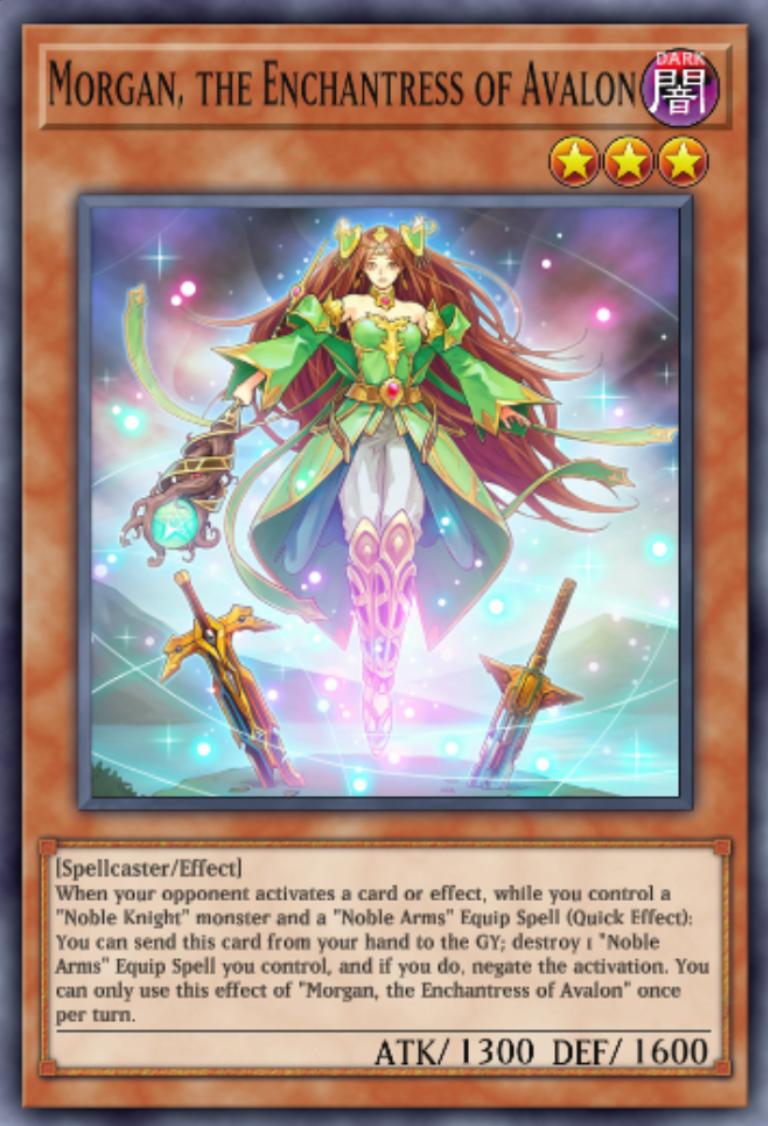 Morgan, the Enchantress of Avalon
DARK
闇
[Spellcaster/Effect]
When your opponent activates a card or effect, while you control a
"Noble Knight" monster and a "Noble Arms" Equip Spell (Quick Effect):
You can send this card from your hand to the GY; destroy 1 "Noble
Arms" Equip Spell you control, and if you do, negate the activation. You
can only use this effect of "Morgan, the Enchantress of Avalon" once
per turn.
ATK/ 1300 DEF/ 1600